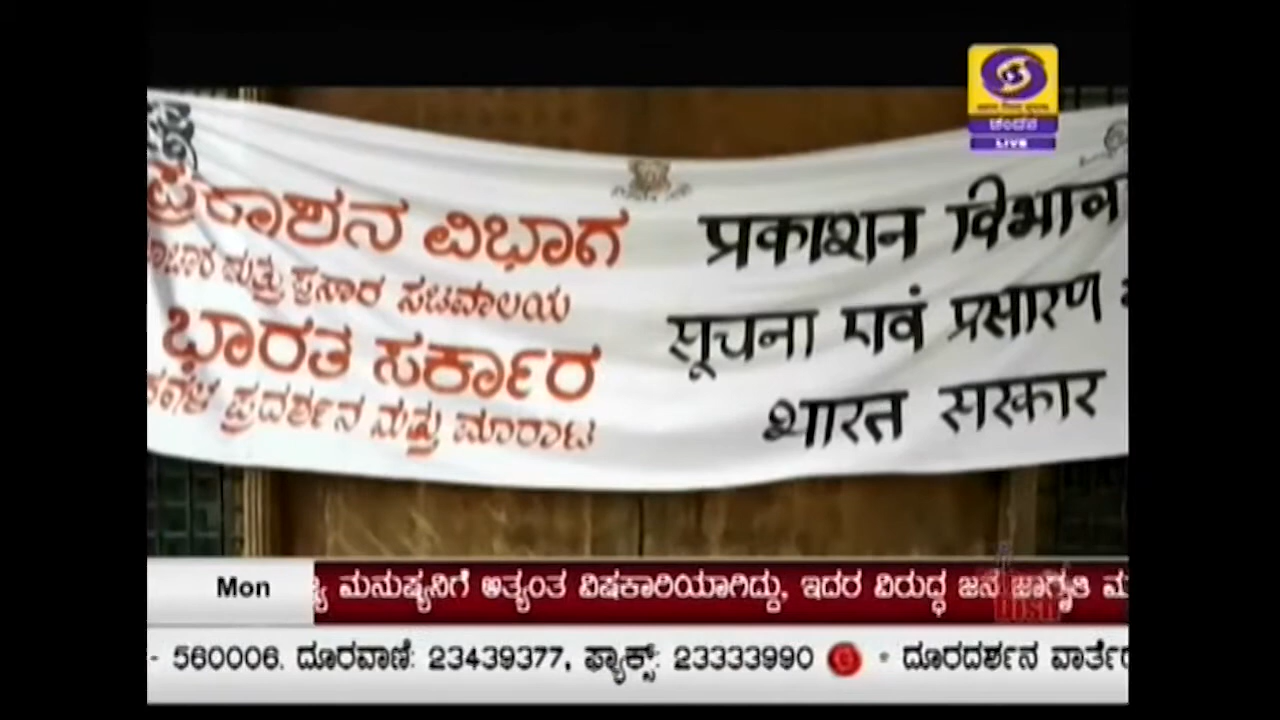 ಚಂದನ
LIVE
ಪ್ರಕಾಶನ ವಿಭಾಗ
ಮತ್ತು ಪ್ರಸಾರ ಸಚಿವಾಲಯ
ಭಾರತ ಸರ್ಕಾರ
ಪ್ರದರ್ಶನ ಮತ್ತು ಮಾರಾಟ
प्रकाशन विभाग
सूचना एवं प्रसारण
भारत सरकार
Mon
ಮನುಷ್ಯನಿಗೆ ಅತ್ಯಂತ ವಿಷಕಾರಿಯಾಗಿದ್ದು, ಇದರ ವಿರುದ್ಧ ಜನ ಜಾಗೃತಿ
- 560006. ದೂರವಾಣಿ: 23439377, ಫ್ಯಾಕ್ಸ್: 23333990 * ದೂರದರ್ಶನ